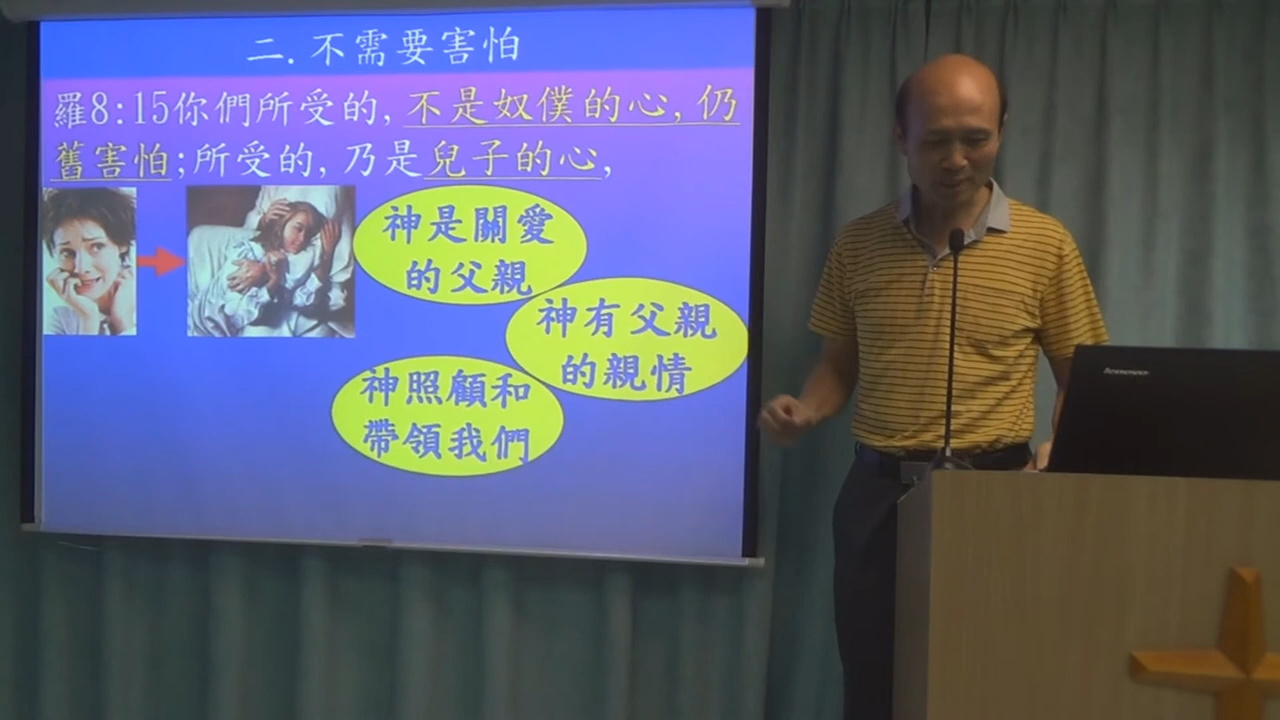 二.不需要害怕
羅8:15你們所受的,不是奴僕的心,仍
舊害怕;所受的,乃是兒子的心,
神是關愛
的父親
神有父親
的親情
神照顧和
帶領我們
lenovo